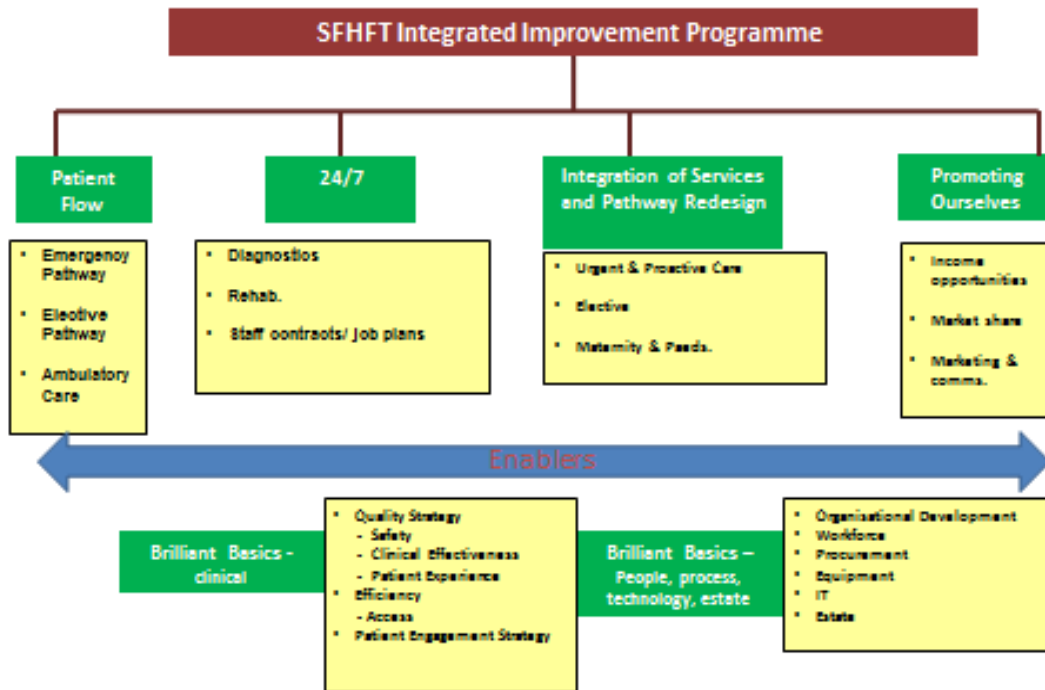 SFHFT Integrated Improvement Programme
Patient
Flow
24/7
Integration of Services
and Pathway Redesign
Promoting
Ourselves
▪ Emergency
Pathway
▪ Elective
Pathway
▪ Ambulatory
Care
▪ Diagnostics
▪ Rehab.
▪ Staff contracts/ job plans
▪ Urgent & Proactive Care
▪ Elective
▪ Maternity & Paeds.
▪ Income
opportunities
▪ Market share
▪ Marketing &
comms.
Enablers
Brilliant Basics -
clinical
▪ Quality Strategy
- Safety
- Clinical Effectiveness
- Patient Experience
▪ Efficiency
- Access
▪ Patient Engagement Strategy
Brilliant Basics –
People, process,
technology, estate
▪ Organisational Development
▪ Workforce
▪ Procurement
▪ Equipment
▪ IT
▪ Estate